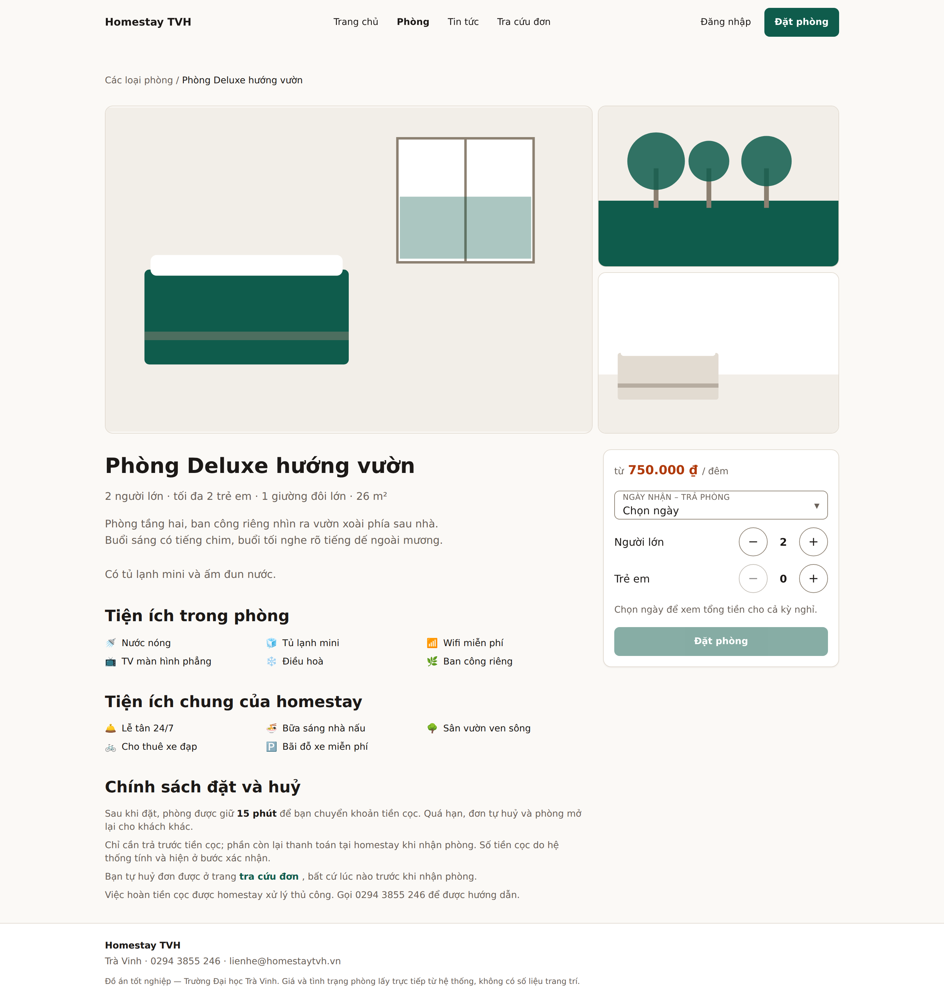 Homestay TVH
Trang chủ
Phòng
Tin tức
Tra cứu đơn
Đăng nhập
Đặt phòng
Các loại phòng / Phòng Deluxe hướng vườn
Phòng Deluxe hướng vườn
2 người lớn · tối đa 2 trẻ em · 1 giường đôi lớn · 26 m²
Phòng tầng hai, ban công riêng nhìn ra vườn xoài phía sau nhà.
Buổi sáng có tiếng chim, buổi tối nghe rõ tiếng dế ngoài mương.
Có tủ lạnh mini và ấm đun nước.
từ 750.000 ₫ / đêm
NGÀY NHẬN – TRẢ PHÒNG
Chọn ngày ▼
Người lớn − 2 +
Trẻ em − 0 +
Chọn ngày để xem tổng tiền cho cả kỳ nghỉ.
Đặt phòng
Tiện ích trong phòng
Nước nóng
Tủ lạnh mini
Wifi miễn phí
TV màn hình phẳng
Điều hoà
Ban công riêng
Tiện ích chung của homestay
Lễ tân 24/7
Bữa sáng nhà nấu
Sân vườn ven sông
Cho thuê xe đạp
Bãi đỗ xe miễn phí
Chính sách đặt và huỷ
Sau khi đặt, phòng được giữ 15 phút để bạn chuyển khoản tiền cọc. Quá hạn, đơn tự huỷ và phòng mở
lại cho khách khác.
Chỉ cần trả trước tiền cọc; phần còn lại thanh toán tại homestay khi nhận phòng. Số tiền cọc do hệ
thống tính và hiện ở bước xác nhận.
Bạn tự huỷ đơn được ở trang tra cứu đơn , bất cứ lúc nào trước khi nhận phòng.
Việc hoàn tiền cọc được homestay xử lý thủ công. Gọi 0294 3855 246 để được hướng dẫn.
Homestay TVH
Trà Vinh · 0294 3855 246 · lienhe@homestaytvh.vn
Đồ án tốt nghiệp — Trường Đại học Trà Vinh. Giá và tình trạng phòng lấy trực tiếp từ hệ thống, không có số liệu trang trí.